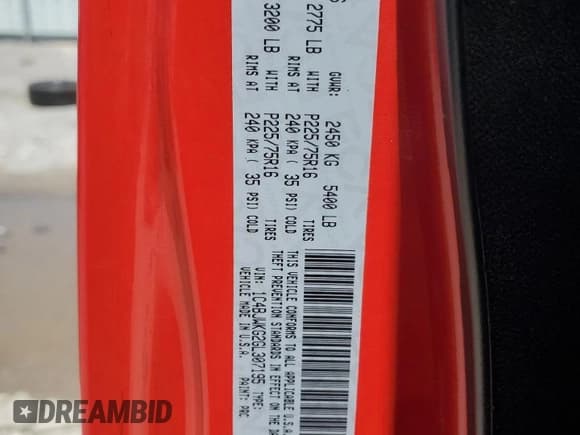 GVWR: 2450 KG 5400 LB
2775 LB WITH P225/75R16 TIRES
RIMS AT 240 KPA ( 35 PSI) COLD
3200 LB WITH P225/75R16 TIRES
RIMS AT 240 KPA ( 35 PSI) COLD
THIS VEHICLE CONFORMS TO ALL APPLICABLE U.S.A.
THEFT PREVENTION STANDARDS IN EFFECT ON THE DA
VIN: 1C4BJWKG2GL307195 TYPE:
VEHICLE MADE IN U.S.A. PAINT: PRC
DREAMBID